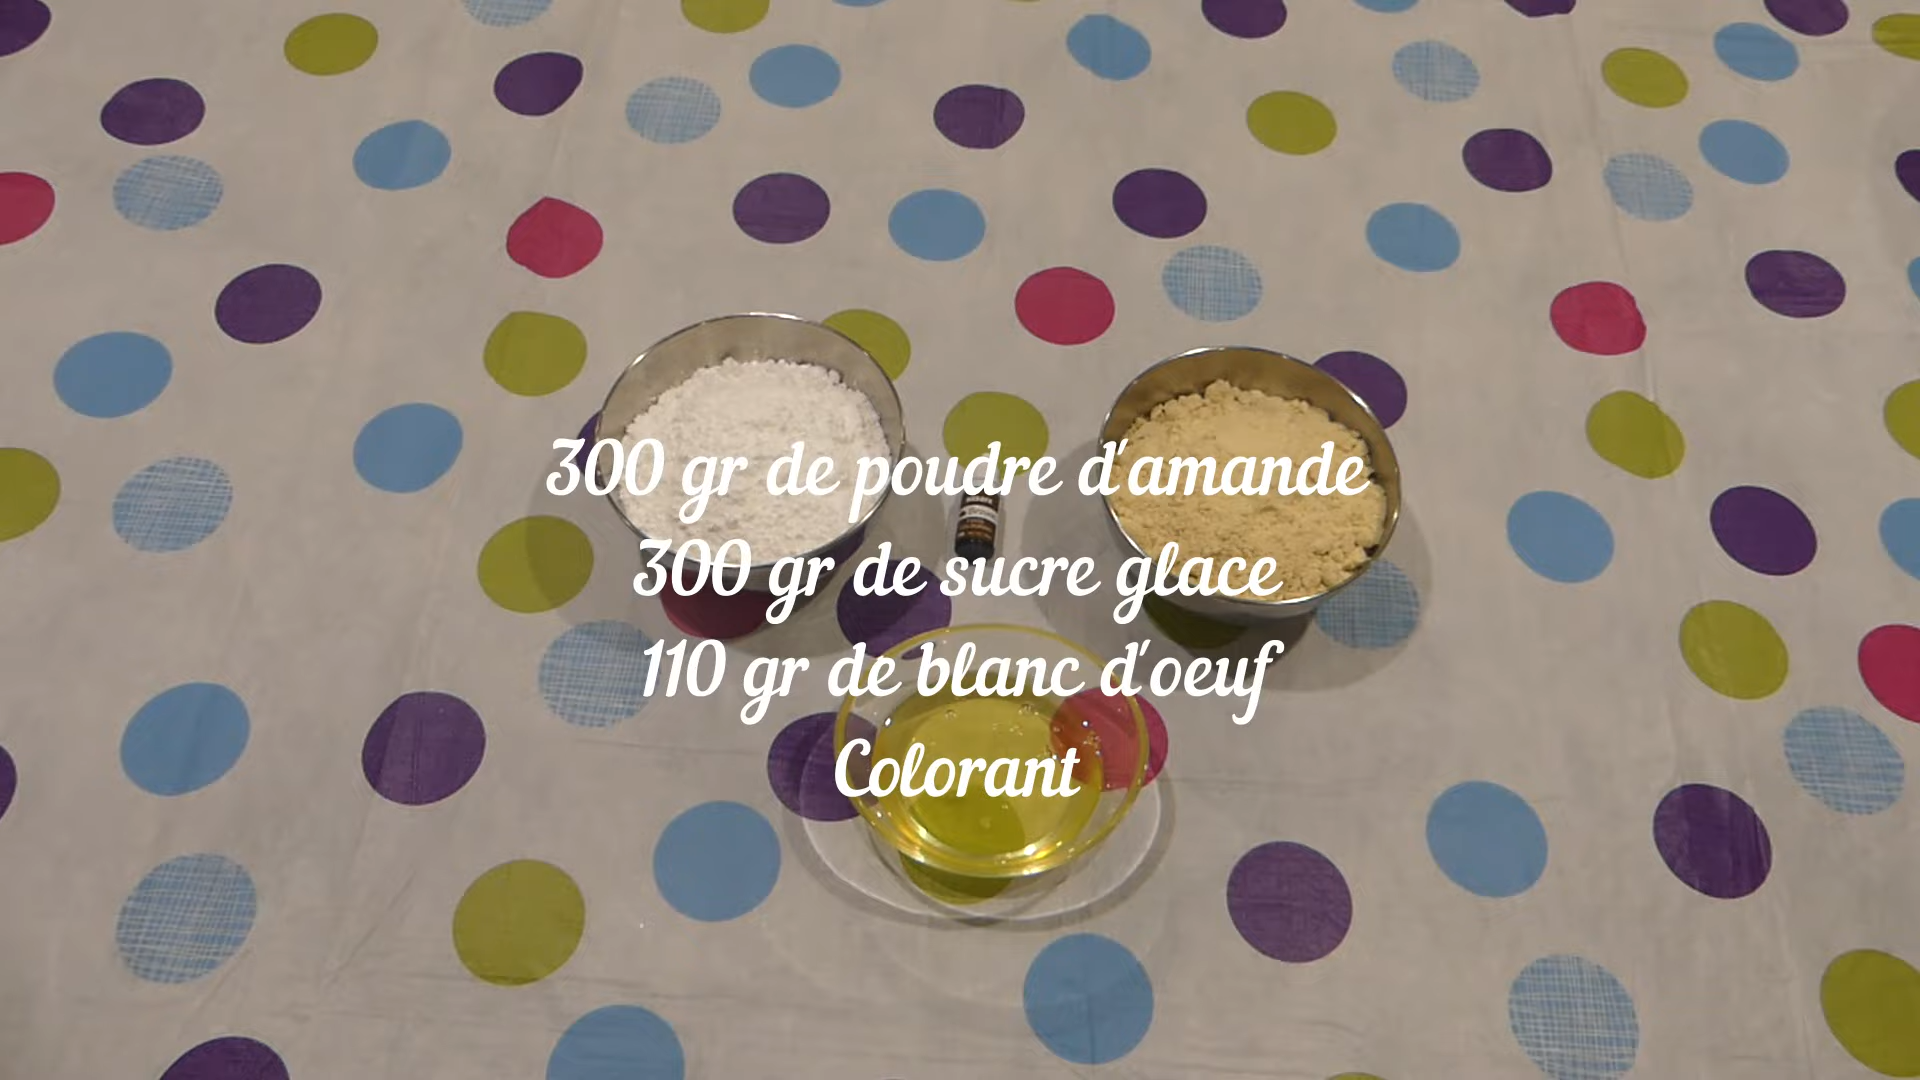 300 gr de poudre d'amande
300 gr de sucre glace
110 gr de blanc d'oeuf
Colorant